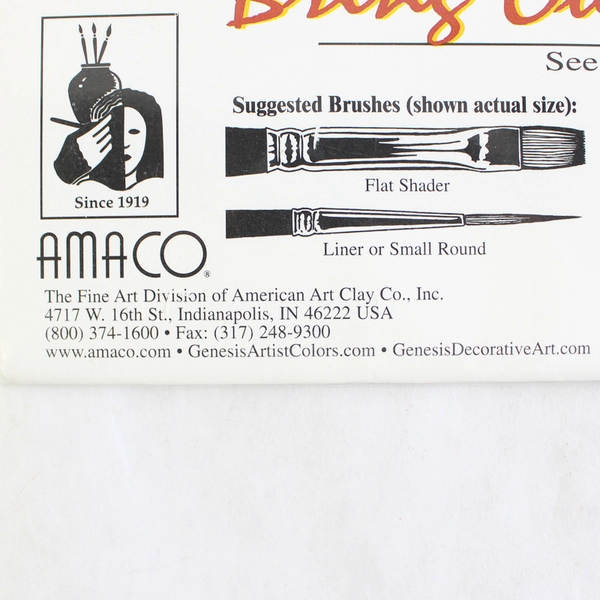 See
Suggested Brushes (shown actual size):
Flat Shader
Liner or Small Round
Since 1919
AMACO®
The Fine Art Division of American Art Clay Co., Inc.
4717 W. 16th St., Indianapolis, IN 46222 USA
(800) 374-1600 • Fax: (317) 248-9300
www.amaco.com • GenesisArtistColors.com • GenesisDecorativeArt.com